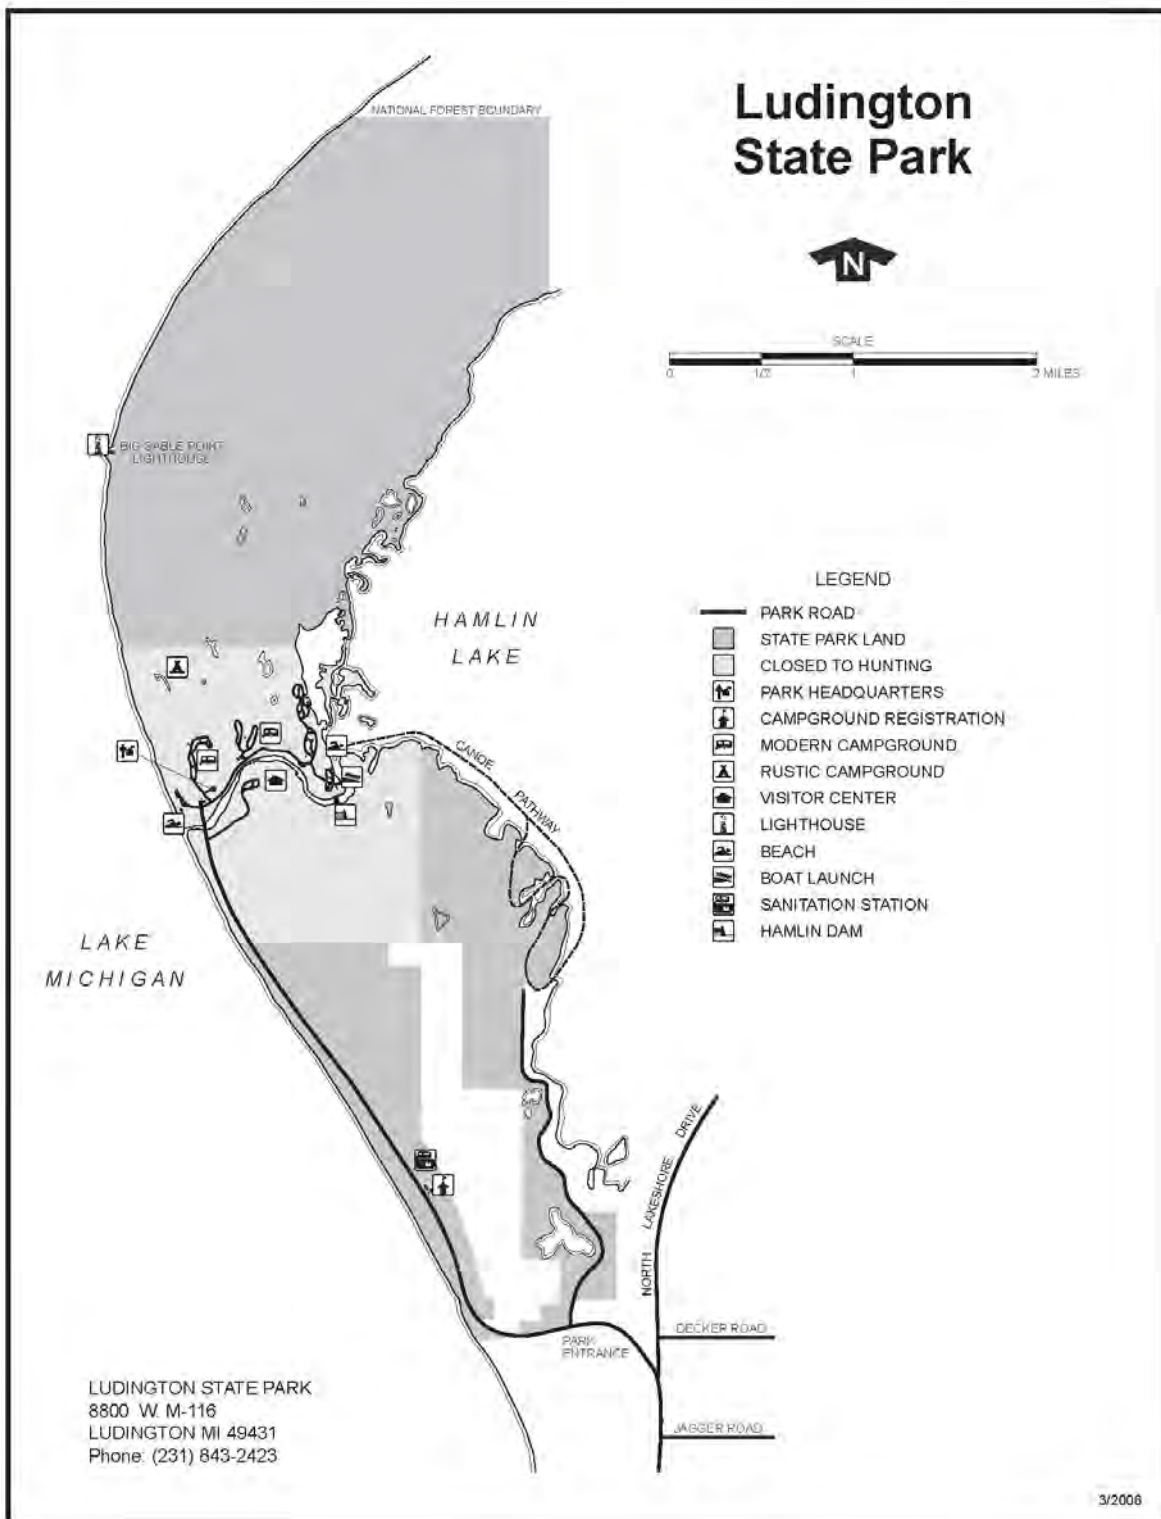 Ludington
State Park
NATIONAL FOREST BOUNDARY
N
SCALE
0 1/2 1 2 MILES
BIG SABLE POINT
LIGHTHOUSE
HAMLIN
LAKE
LEGEND
PARK ROAD
STATE PARK LAND
CLOSED TO HUNTING
PARK HEADQUARTERS
CAMPGROUND REGISTRATION
MODERN CAMPGROUND
RUSTIC CAMPGROUND
VISITOR CENTER
LIGHTHOUSE
BEACH
BOAT LAUNCH
SANITATION STATION
HAMLIN DAM
CANOE PATHWAY
LAKE
MICHIGAN
NORTH LAKESHORE DRIVE
DECKER ROAD
PARK
ENTRANCE
JAGGER ROAD
LUDINGTON STATE PARK
8800 W. M-116
LUDINGTON MI 49431
Phone: (231) 843-2423
3/2006